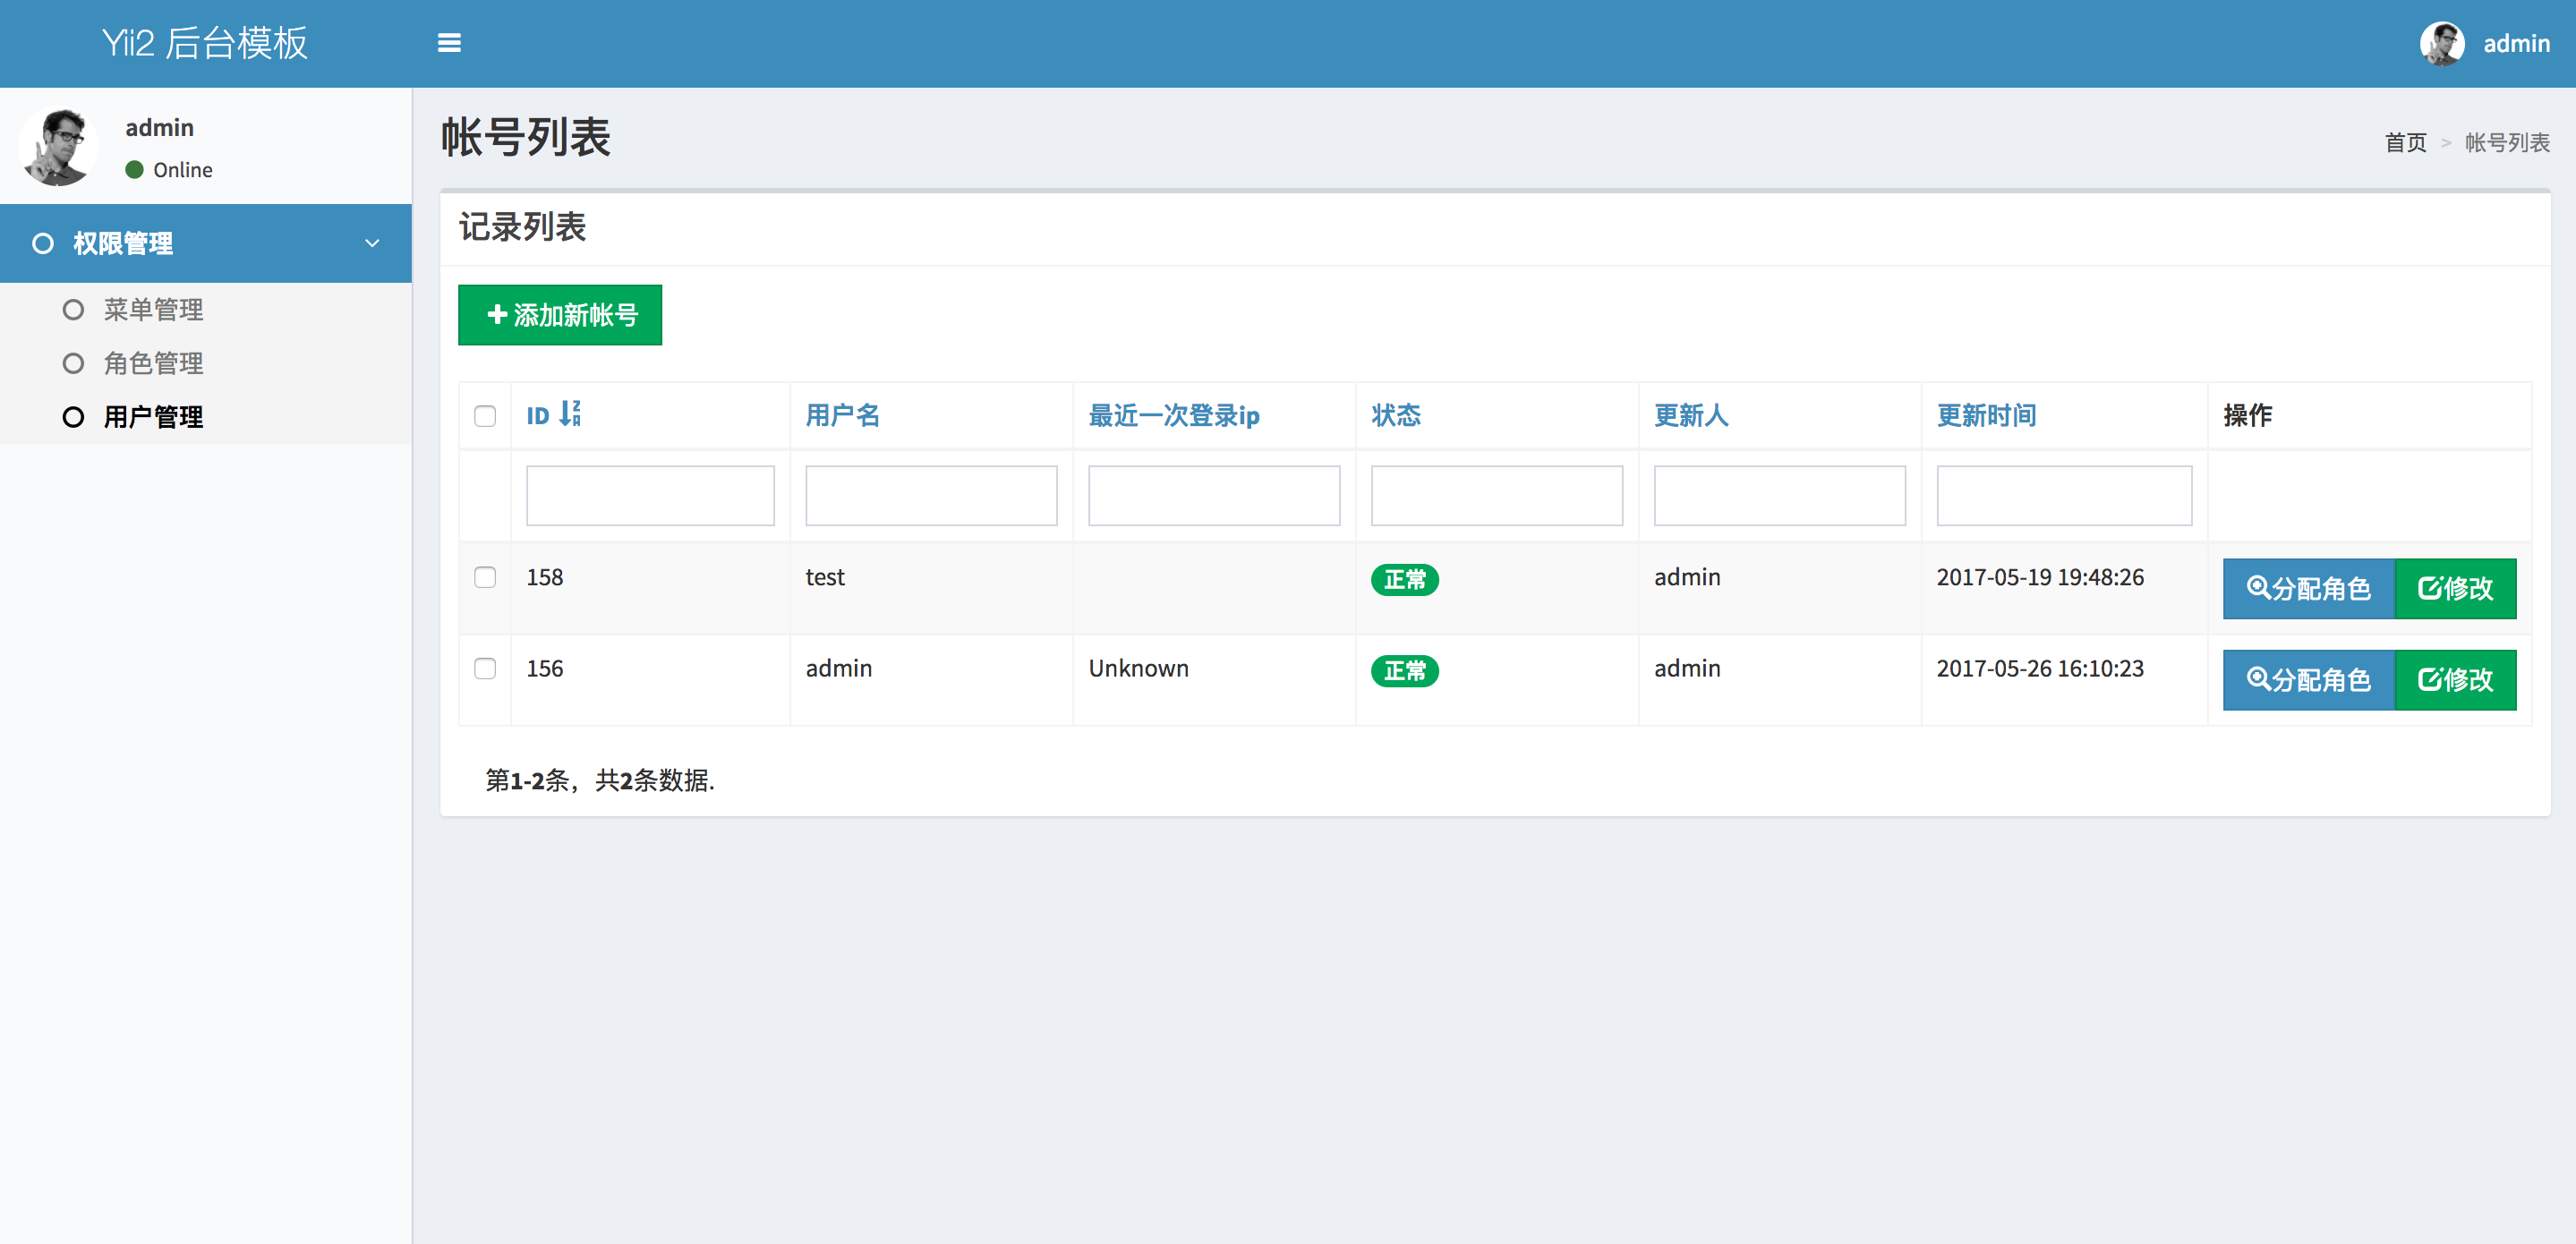 Yii2 后台模板
admin
admin
Online
权限管理
菜单管理
角色管理
用户管理
帐号列表
首页 > 帐号列表
记录列表
添加新帐号
ID 用户名 最近一次登录ip 状态 更新人 更新时间 操作
158 test 正常 admin 2017-05-19 19:48:26 分配角色 修改
156 admin Unknown 正常 admin 2017-05-26 16:10:23 分配角色 修改
第1-2条，共2条数据.